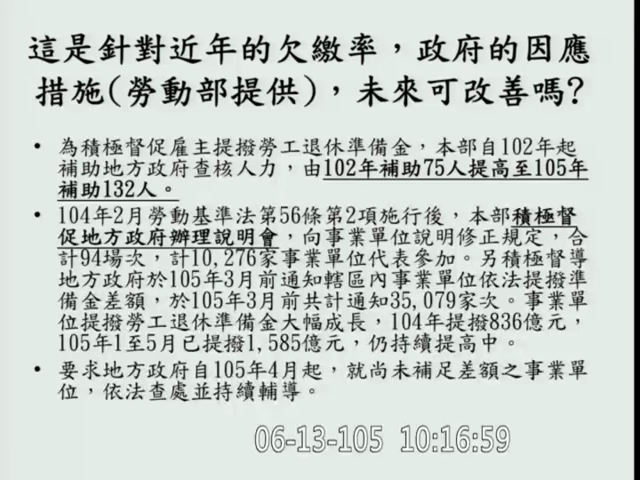 這是針對近年的欠繳率，政府的因應
措施(勞動部提供)，未來可改善嗎?
• 為積極督促雇主提撥勞工退休準備金，本部自102年起
補助地方政府查核人力，由102年補助75人提高至105年
補助132人。
• 104年2月勞動基準法第56條第2項施行後，本部積極督
促地方政府辦理說明會，向事業單位說明修正規定，合
計94場次，計10,276家事業單位代表參加。另積極督導
地方政府於105年3月前通知轄區內事業單位依法提撥準
備金差額，於105年3月前共計通知35,079家次。事業單
位提撥勞工退休準備金大幅成長，104年提撥836億元，
105年1至5月已提撥1,585億元，仍持續提高中。
• 要求地方政府自105年4月起，就尚未補足差額之事業單
位，依法查處並持續輔導。
06-13-105 10:16:59